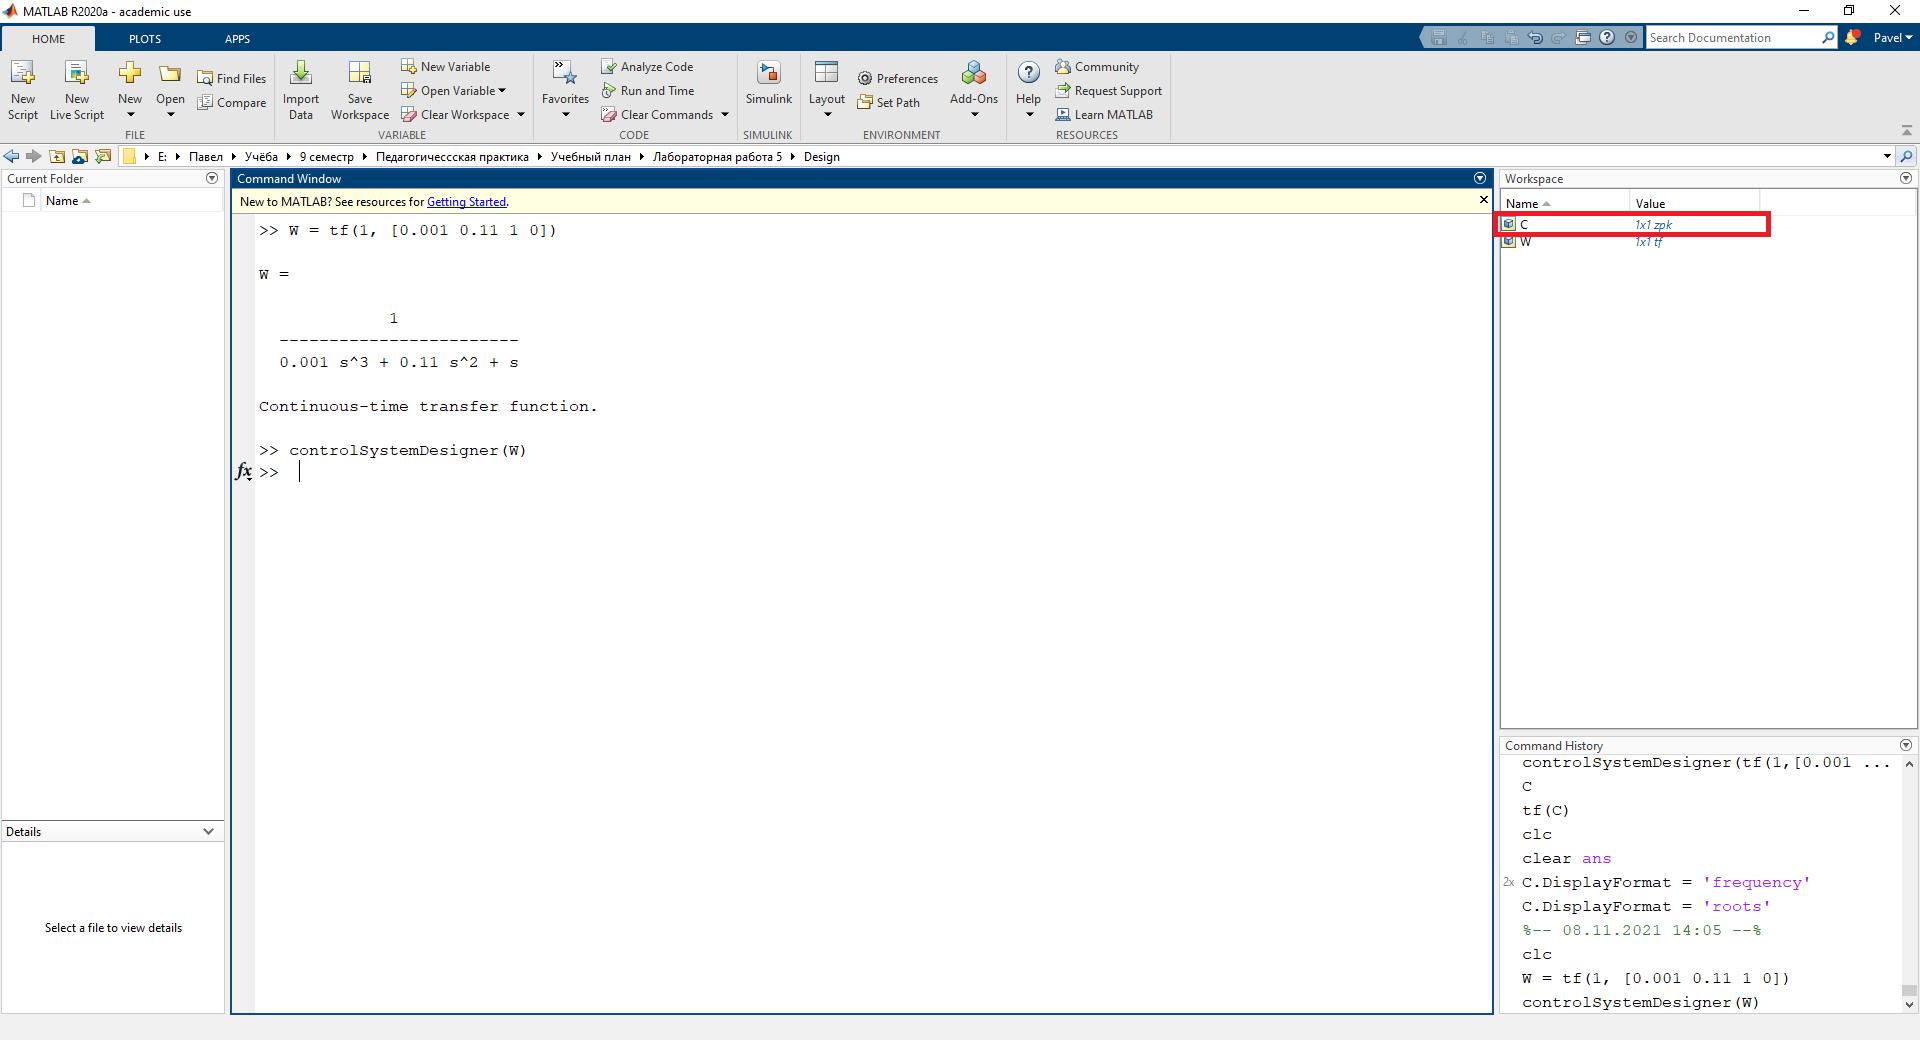 MATLAB R2020a - academic use
HOME PLOTS APPS
Search Documentation
Pavel
New Script
New Live Script
New
Open
Find Files
Compare
FILE
Import Data
Save Workspace
New Variable
Open Variable
Clear Workspace
VARIABLE
Favorites
Analyze Code
Run and Time
Clear Commands
CODE
Simulink
SIMULINK
Layout
Preferences
Set Path
Add-Ons
ENVIRONMENT
Help
Community
Request Support
Learn MATLAB
RESOURCES
E: Павел Учёба 9 семестр Педагогичессская практика Учебный план Лабораторная работа 5 Design
Current Folder
Name
Details
Select a file to view details
Command Window
New to MATLAB? See resources for Getting Started.
>> W = tf(1, [0.001 0.11 1 0])
W =
1
------------------------
0.001 s^3 + 0.11 s^2 + s
Continuous-time transfer function.
>> controlSystemDesigner(W)
fx >>
Workspace
Name Value
C 1x1 zpk
W 1x1 tf
Command History
controlSystemDesigner(tf(1,[0.001 ...
C
tf(C)
clc
clear ans
2x C.DisplayFormat = 'frequency'
C.DisplayFormat = 'roots'
%-- 08.11.2021 14:05 --%
clc
W = tf(1, [0.001 0.11 1 0])
controlSystemDesigner(W)